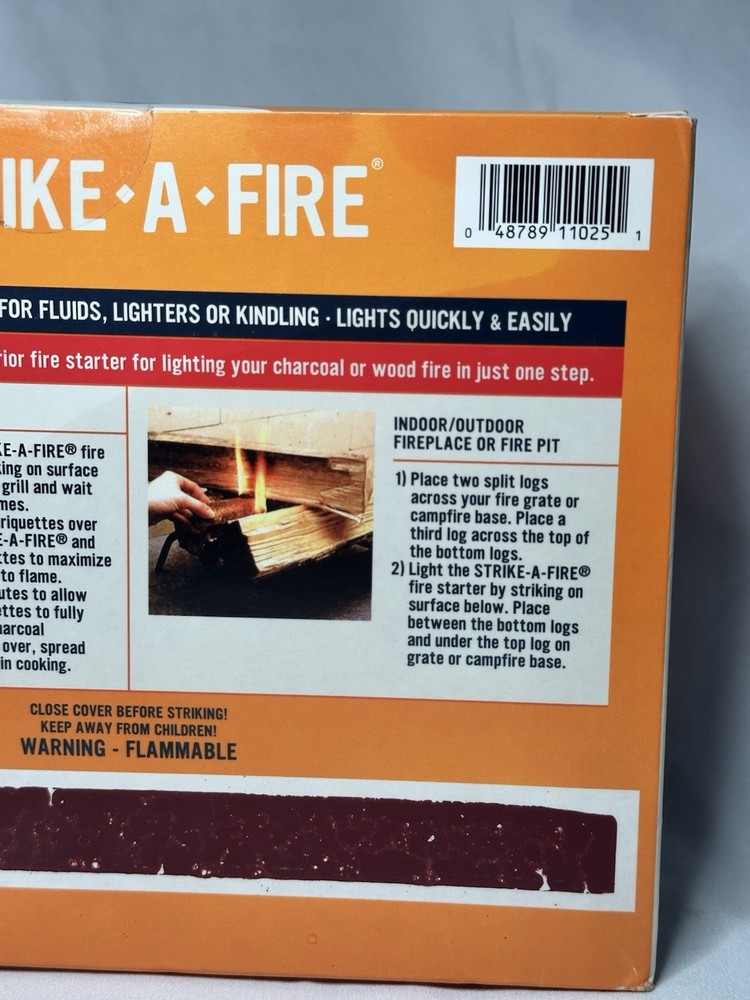 IKE · A · FIRE®
0 48789 11025 1
FOR FLUIDS, LIGHTERS OR KINDLING · LIGHTS QUICKLY & EASILY
rior fire starter for lighting your charcoal or wood fire in just one step.
KE-A-FIRE® fire
king on surface
grill and wait
mes.
riquettes over
E-A-FIRE® and
ttes to maximize
to flame.
utes to allow
ettes to fully
harcoal
over, spread
in cooking.
INDOOR/OUTDOOR
FIREPLACE OR FIRE PIT
1) Place two split logs
across your fire grate or
campfire base. Place a
third log across the top of
the bottom logs.
2) Light the STRIKE-A-FIRE®
fire starter by striking on
surface below. Place
between the bottom logs
and under the top log on
grate or campfire base.
CLOSE COVER BEFORE STRIKING!
KEEP AWAY FROM CHILDREN!
WARNING - FLAMMABLE